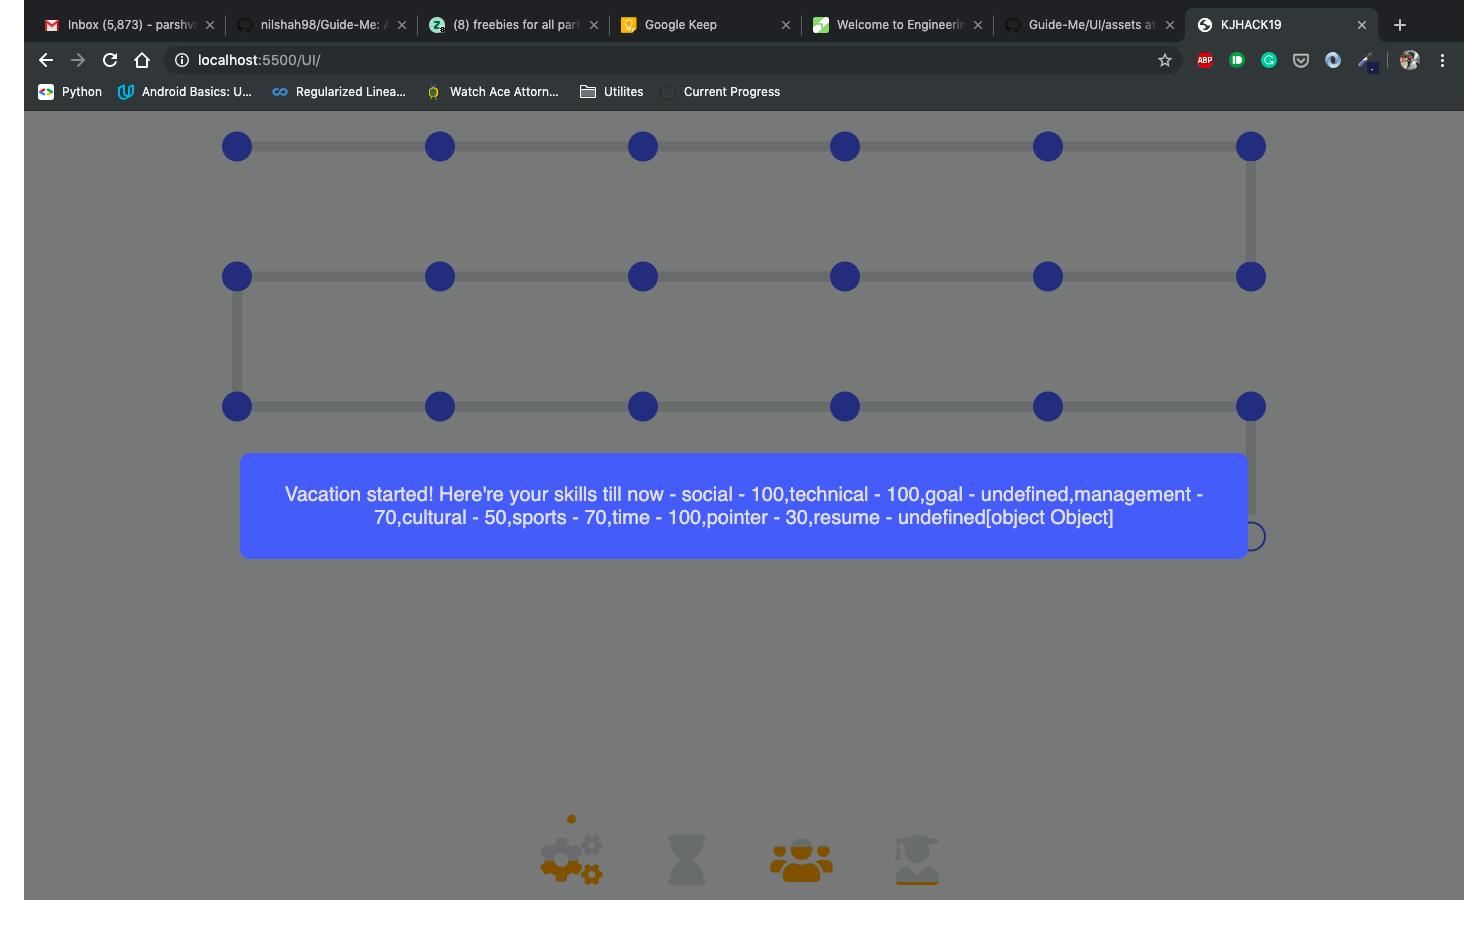 Inbox (5,873) - parshv
nilshah98/Guide-Me: A
(8) freebies for all part
Google Keep
Welcome to Engineerin
Guide-Me/UI/assets at
KJHACK19
localhost:5500/UI/
ABP
Python
Android Basics: U...
Regularized Linea...
Watch Ace Attorn...
Utilites
Current Progress
Vacation started! Here're your skills till now - social - 100,technical - 100,goal - undefined,management -
70,cultural - 50,sports - 70,time - 100,pointer - 30,resume - undefined[object Object]